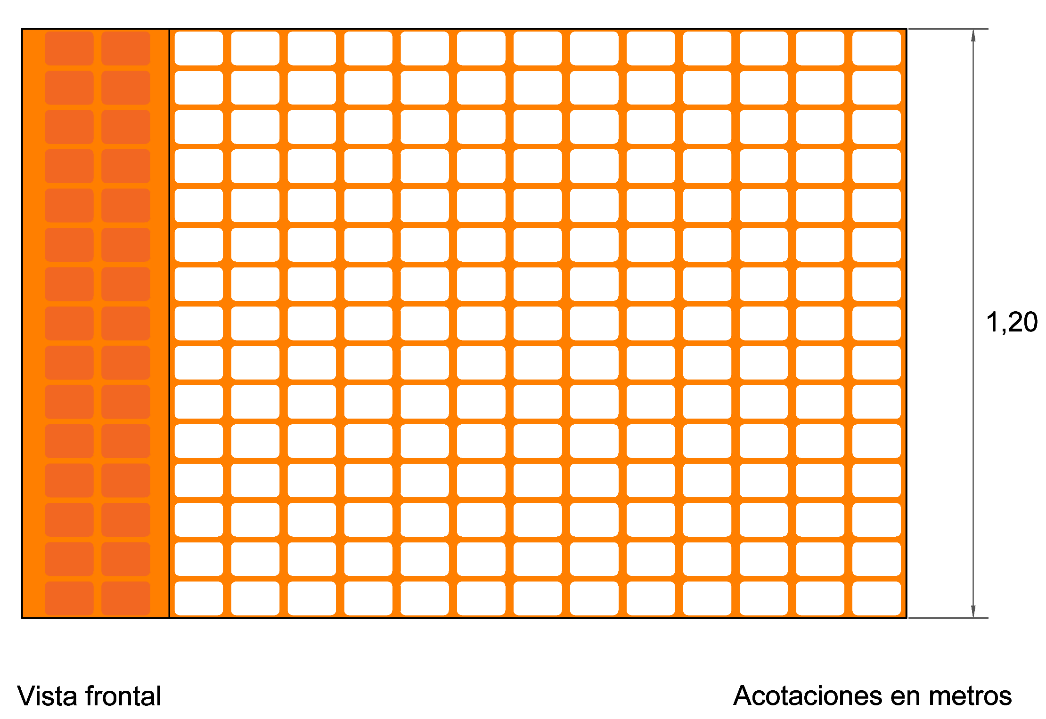 1,20
Vista frontal
Acotaciones en metros